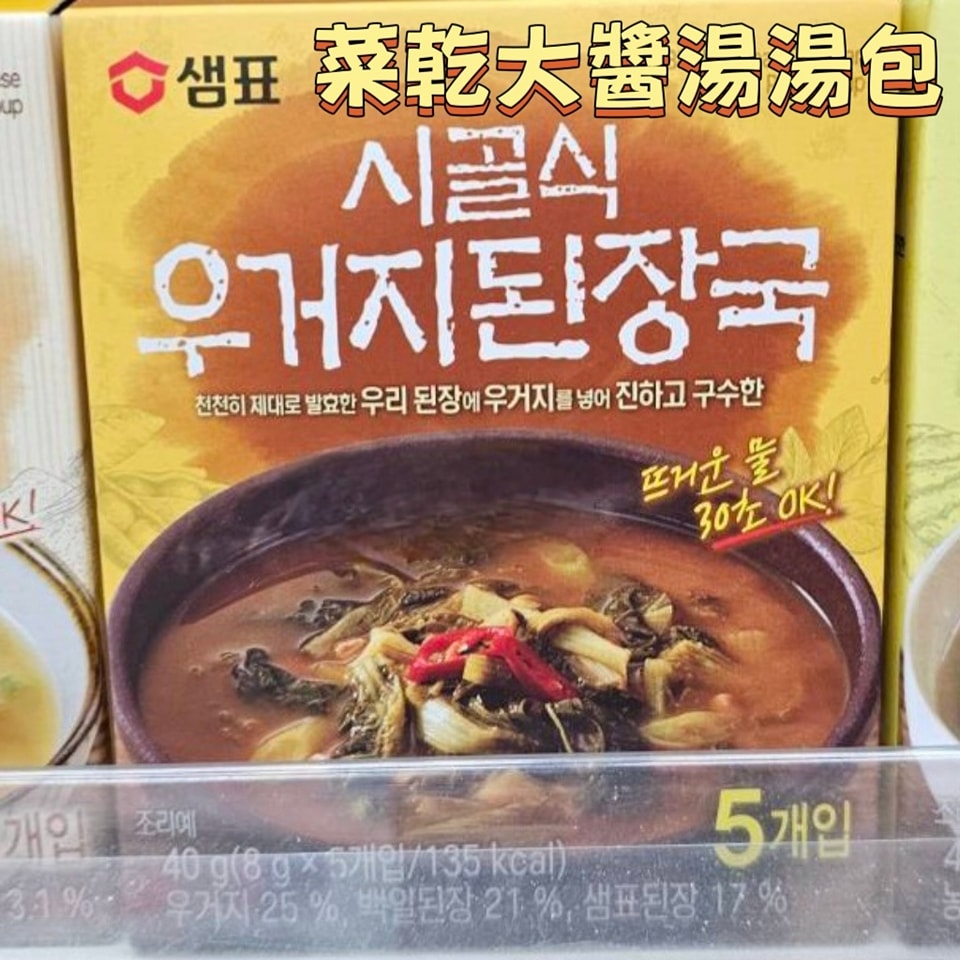 菜乾大醬湯湯包
샘표
시골식
우거지된장국
천천히 제대로 발효한 우리 된장에 우거지를 넣어 진하고 구수한
뜨거운 물
30초 OK!
K!
조리예
5개입
개입
40 g(8 g × 5개입/135 kcal)
3.1 %
우거지 25 %, 백일된장 21 %, 샘표된장 17 %